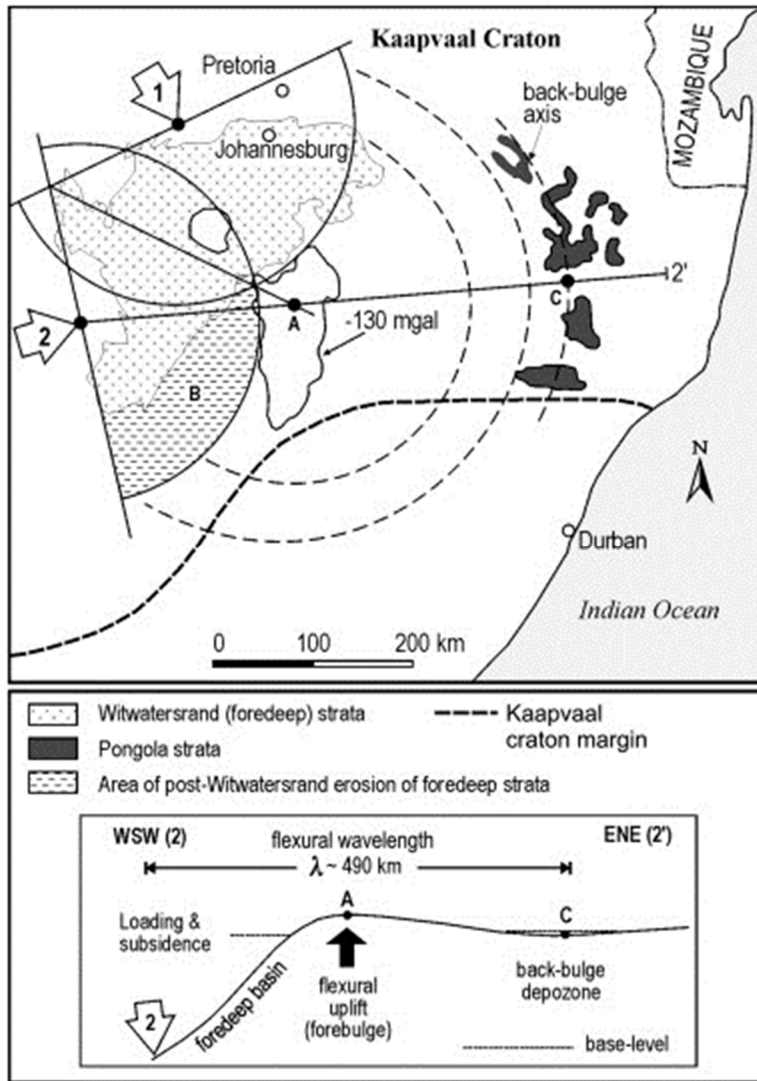 Kaapvaal Craton
Pretoria
1
back-bulge
axis
MOZAMBIQUE
Johannesburg
2'
C
A
-130 mgal
2
B
N
Durban
Indian Ocean
0 100 200 km
Witwatersrand (foredeep) strata
Kaapvaal
craton margin
Pongola strata
Area of post-Witwatersrand erosion of foredeep strata
WSW (2)
flexural wavelength
ENE (2')
λ ~ 490 km
A
C
Loading &
subsidence
back-bulge
depozone
foredeep basin
flexural
uplift
(forebulge)
2
base-level